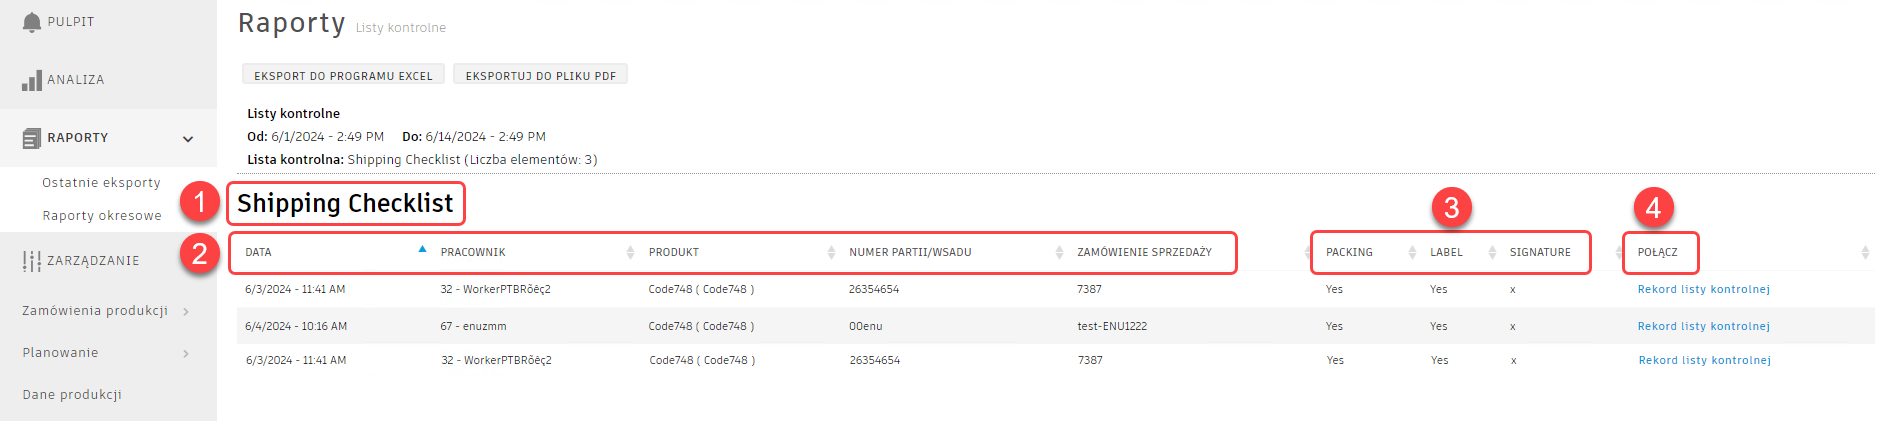 PULPIT
ANALIZA
RAPORTY
Ostatnie eksporty
Raporty okresowe
ZARZĄDZANIE
Zamówienia produkcji
Planowanie
Dane produkcji
Raporty Listy kontrolne
EKSPORT DO PROGRAMU EXCEL EKSPORTUJ DO PLIKU PDF
Listy kontrolne
Od: 6/1/2024 - 2:49 PM Do: 6/14/2024 - 2:49 PM
Lista kontrolna: Shipping Checklist (Liczba elementów: 3)
1 Shipping Checklist
3 4
2 DATA PRACOWNIK PRODUKT NUMER PARTII/WSADU ZAMÓWIENIE SPRZEDAŻY PACKING LABEL SIGNATURE POŁĄCZ
6/3/2024 - 11:41 AM 32 - WorkerPTBRõêç2 Code748 ( Code748 ) 26354654 7387 Yes Yes x Rekord listy kontrolnej
6/4/2024 - 10:16 AM 67 - enuzmm Code748 ( Code748 ) 00enu test-ENU1222 Yes Yes x Rekord listy kontrolnej
6/3/2024 - 11:41 AM 32 - WorkerPTBRõêç2 Code748 ( Code748 ) 26354654 7387 Yes Yes x Rekord listy kontrolnej